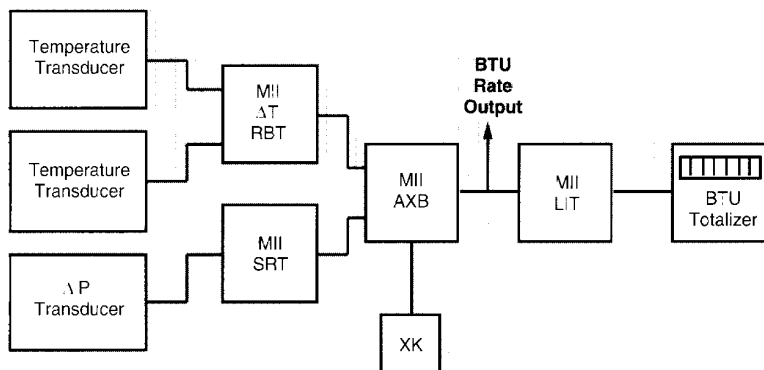 Temperature
Transducer
Temperature
Transducer
ΔP
Transducer
MII
ΔT
RBT
MII
SRT
MII
AXB
XK
BTU
Rate
Output
MII
LIT
BTU
Totalizer